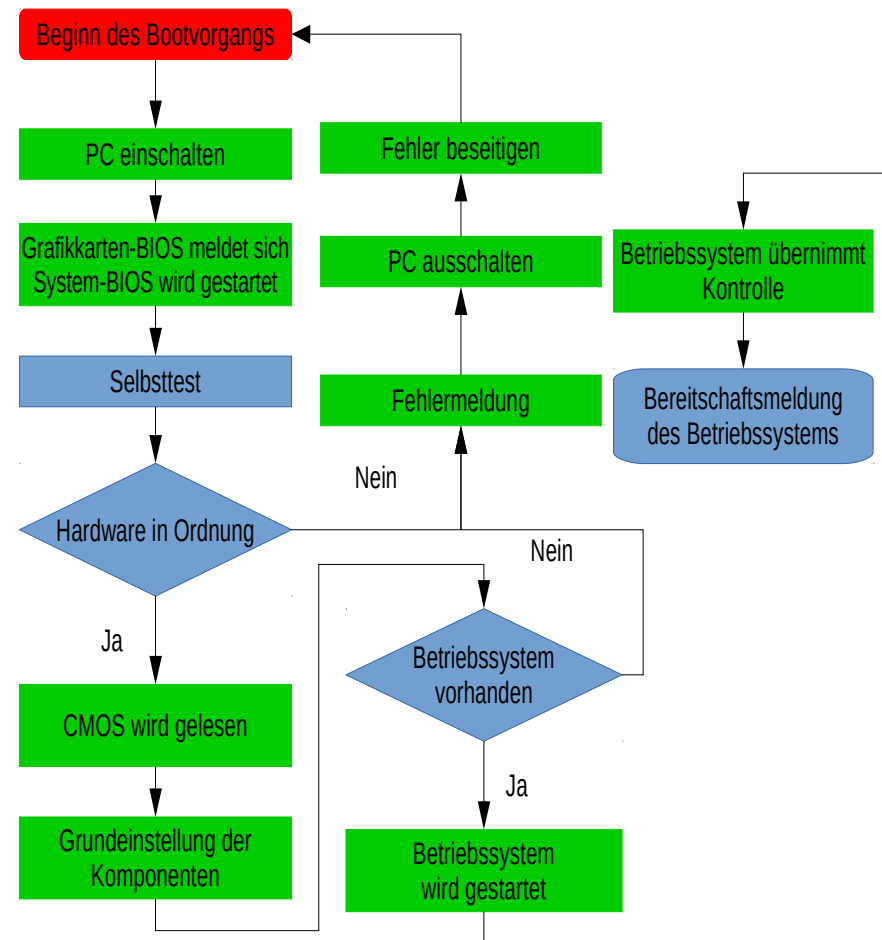 Beginn des Bootvorgangs
PC einschalten
Grafikkarten-BIOS meldet sich
System-BIOS wird gestartet
Selbsttest
Hardware in Ordnung
Ja
CMOS wird gelesen
Grundeinstellung der
Komponenten
Fehler beseitigen
PC ausschalten
Fehlermeldung
Nein
Nein
Betriebssystem
vorhanden
Ja
Betriebssystem
wird gestartet
Betriebssystem übernimmt
Kontrolle
Bereitschaftsmeldung
des Betriebssystems